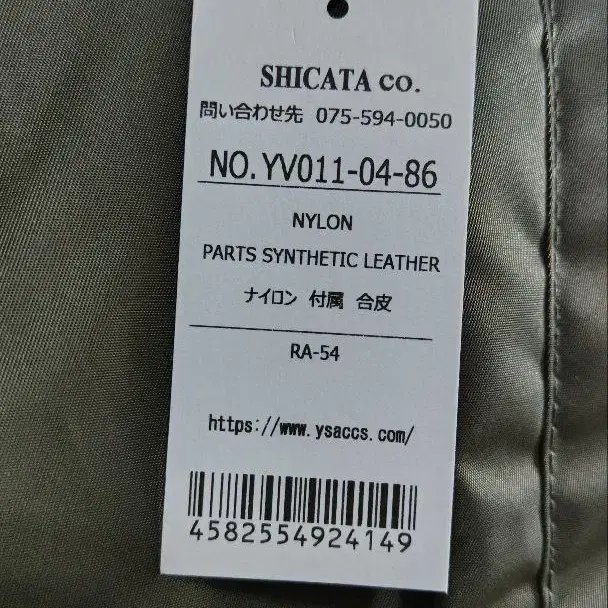 SHICATA CO.
問い合わせ先 075-594-0050
NO.YV011-04-86
NYLON
PARTS SYNTHETIC LEATHER
ナイロン 付属 合皮
RA-54
https://www.ysaccs.com/
4582554924149